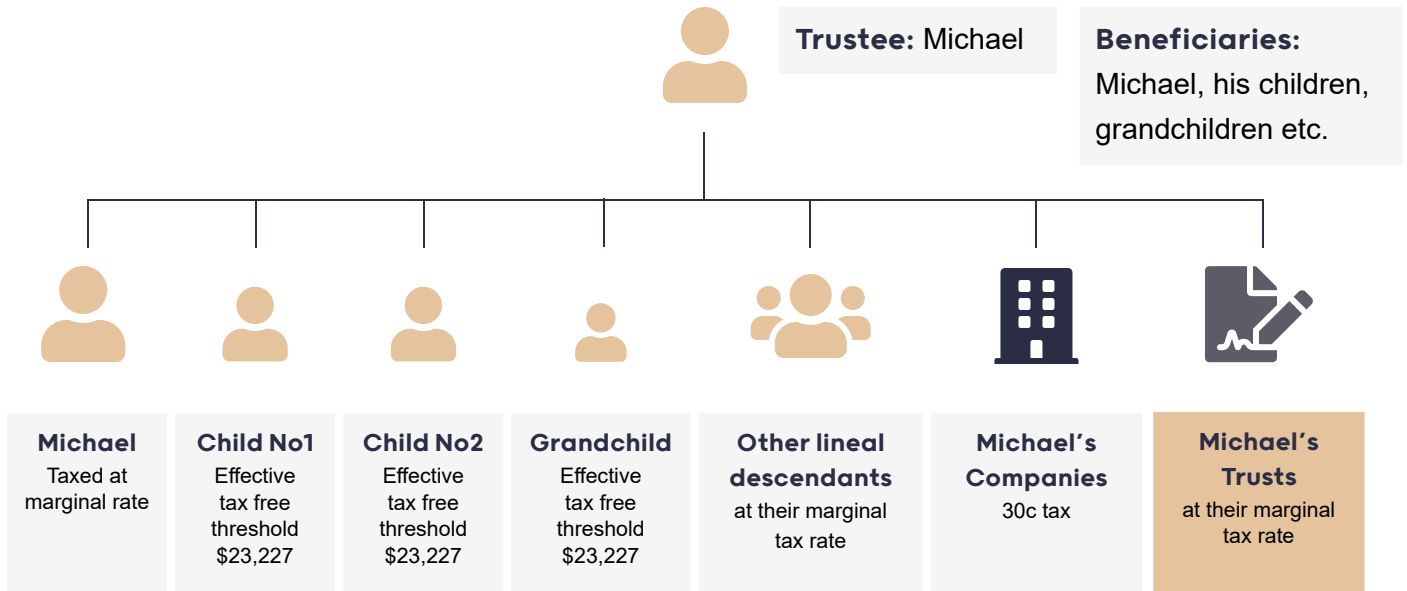 Trustee: Michael
Beneficiaries:
Michael, his children,
grandchildren etc.
Michael
Taxed at
marginal rate
Child No1
Effective
tax free
threshold
$23,227
Child No2
Effective
tax free
threshold
$23,227
Grandchild
Effective
tax free
threshold
$23,227
Other lineal
descendants
at their marginal
tax rate
Michael's
Companies
30c tax
Michael's
Trusts
at their marginal
tax rate